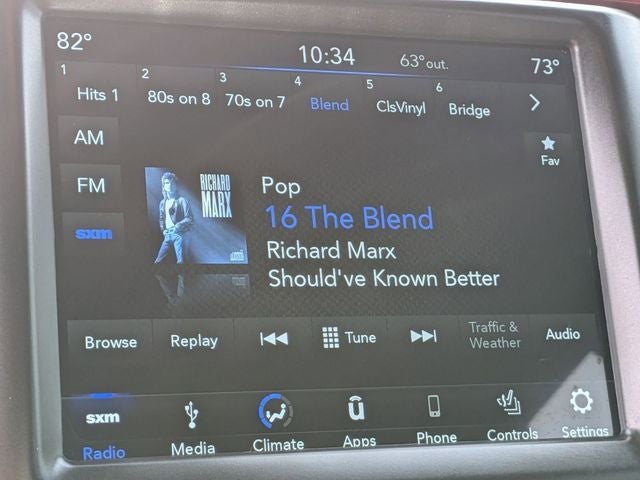 82° 10:34 63° out. 73°
1 2 3 4 5 6
Hits 1 80s on 8 70s on 7 Blend ClsVinyl Bridge
AM
Fav
FM
sxm
RICHARD
MARX
Pop
16 The Blend
Richard Marx
Should've Known Better
Browse Replay Tune Traffic & Weather Audio
sxm
Radio Media Climate Apps Phone Controls Settings